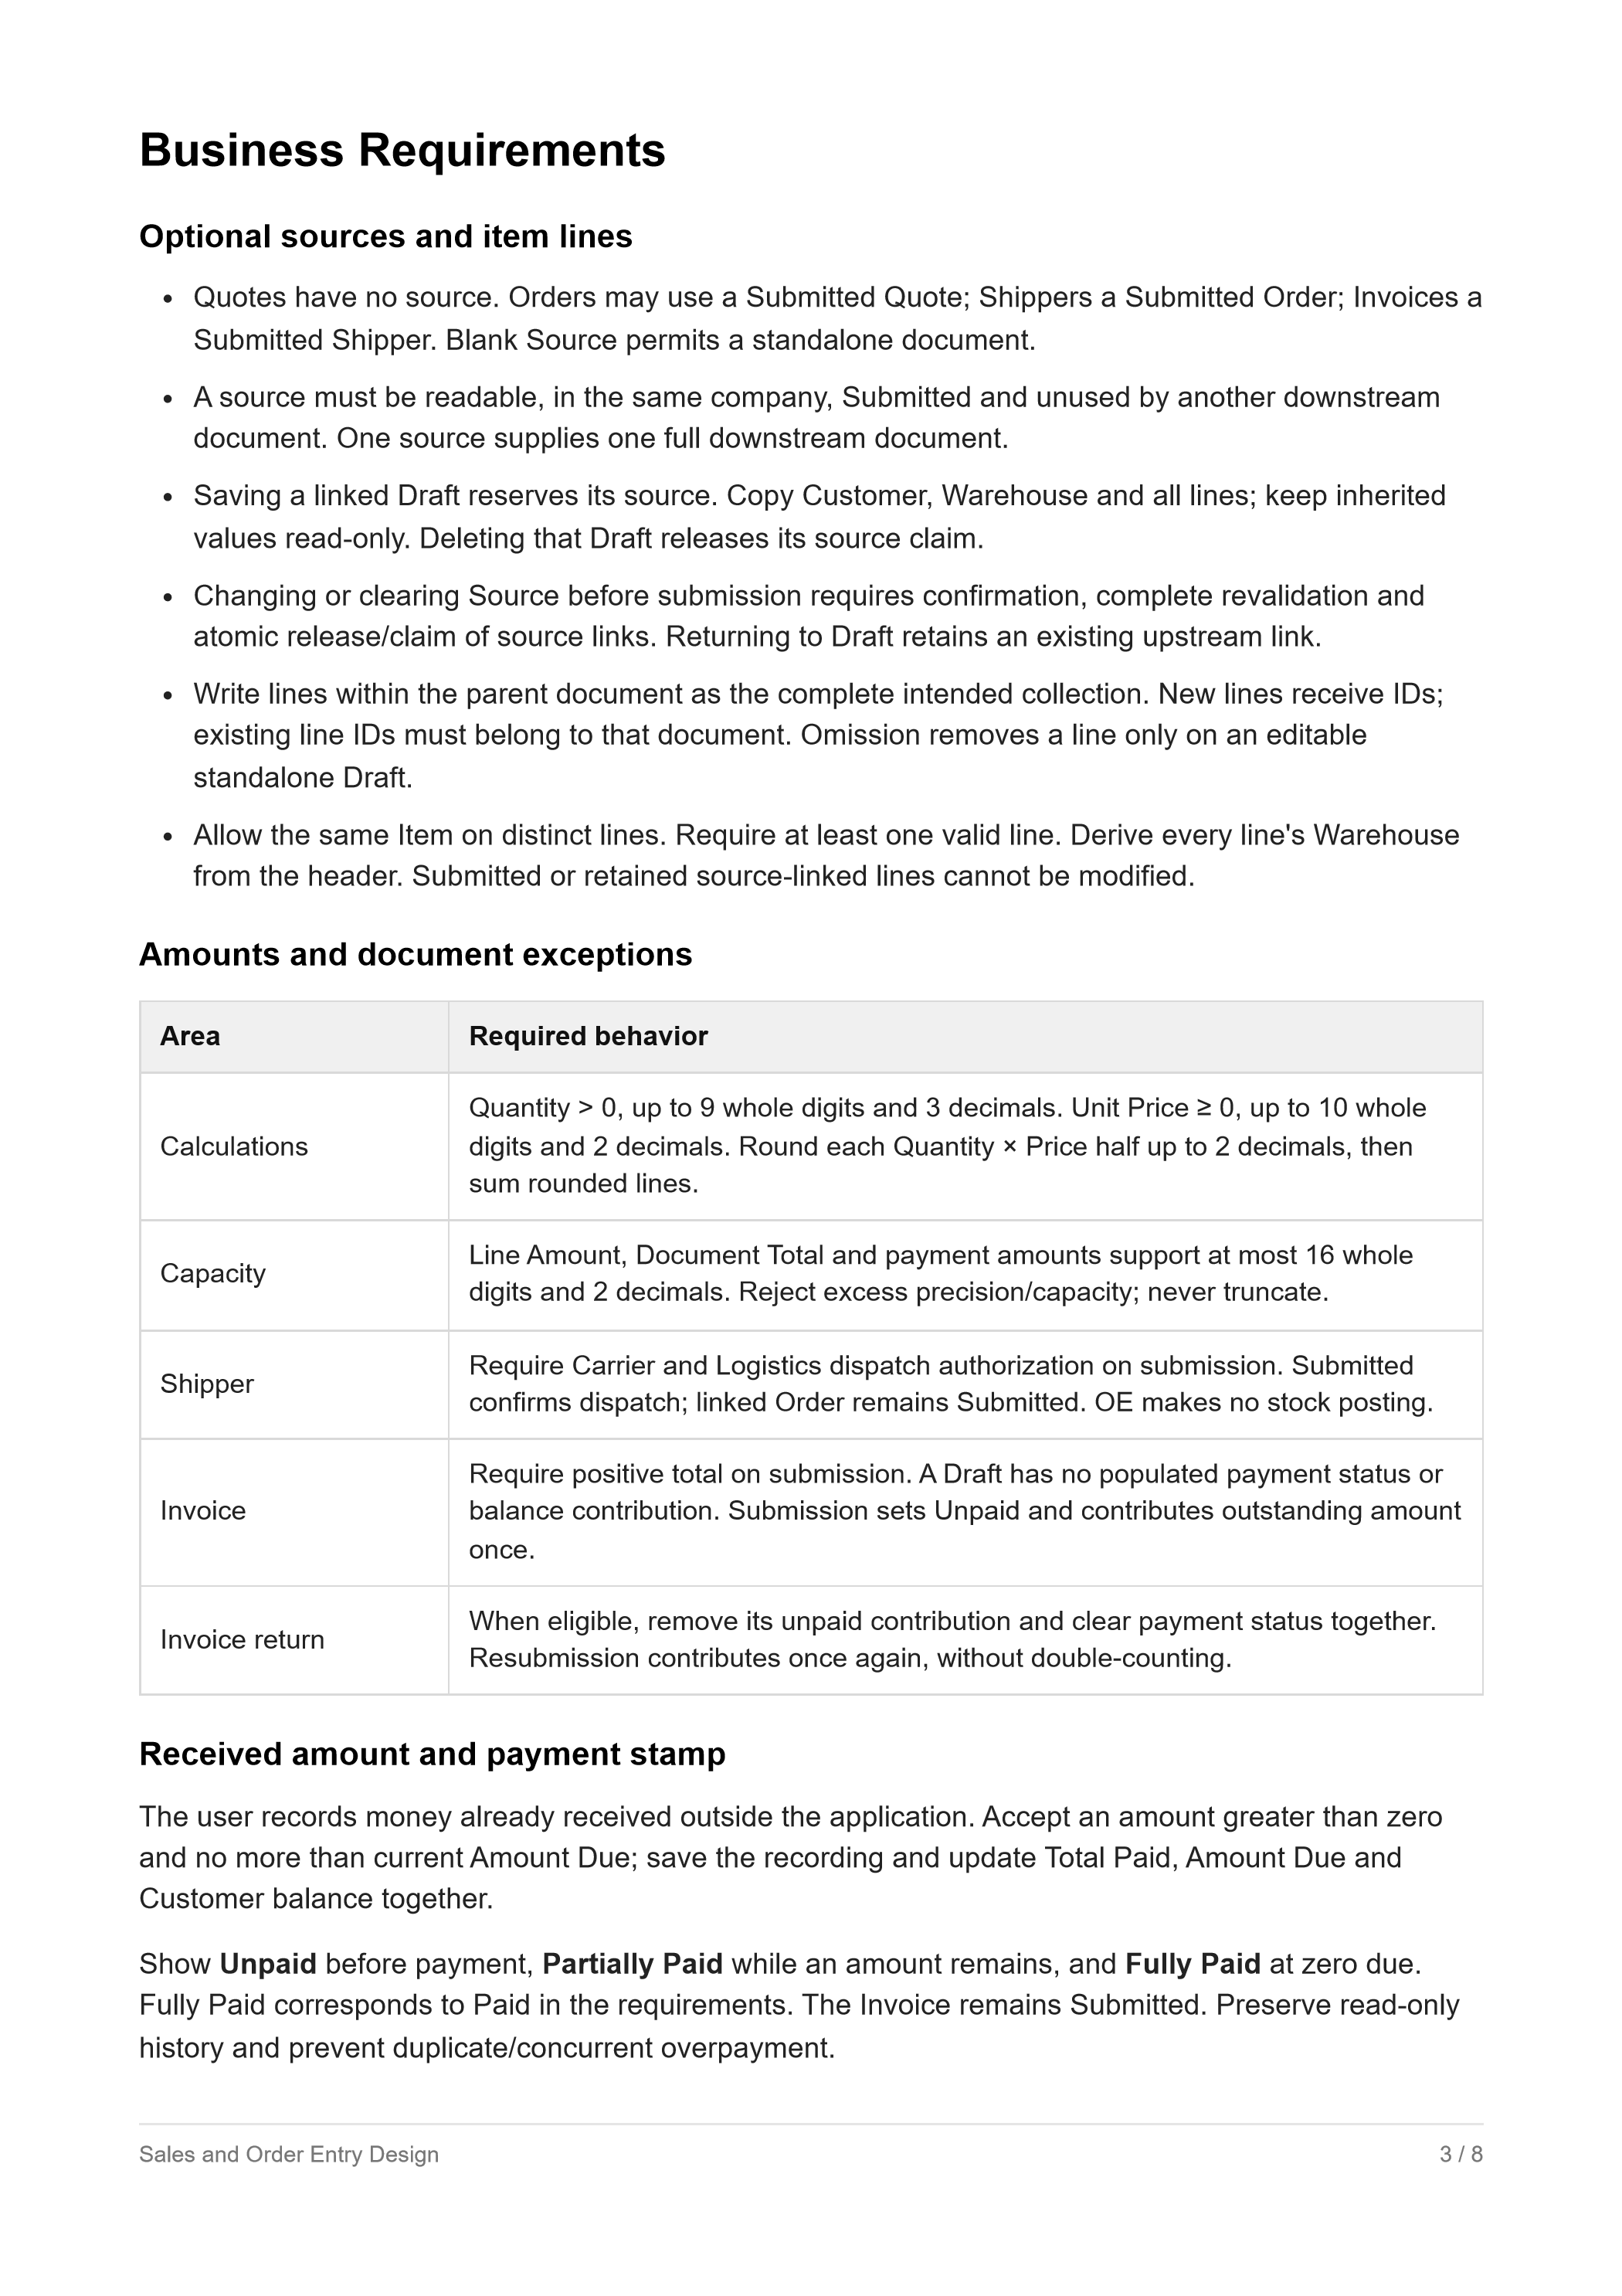 Business Requirements
Optional sources and item lines
• Quotes have no source. Orders may use a Submitted Quote; Shippers a Submitted Order; Invoices a
Submitted Shipper. Blank Source permits a standalone document.
• A source must be readable, in the same company, Submitted and unused by another downstream
document. One source supplies one full downstream document.
• Saving a linked Draft reserves its source. Copy Customer, Warehouse and all lines; keep inherited
values read-only. Deleting that Draft releases its source claim.
• Changing or clearing Source before submission requires confirmation, complete revalidation and
atomic release/claim of source links. Returning to Draft retains an existing upstream link.
• Write lines within the parent document as the complete intended collection. New lines receive IDs;
existing line IDs must belong to that document. Omission removes a line only on an editable
standalone Draft.
• Allow the same Item on distinct lines. Require at least one valid line. Derive every line's Warehouse
from the header. Submitted or retained source-linked lines cannot be modified.
Amounts and document exceptions
Area
Required behavior
Calculations
Quantity > 0, up to 9 whole digits and 3 decimals. Unit Price ≥ 0, up to 10 whole
digits and 2 decimals. Round each Quantity × Price half up to 2 decimals, then
sum rounded lines.
Capacity
Line Amount, Document Total and payment amounts support at most 16 whole
digits and 2 decimals. Reject excess precision/capacity; never truncate.
Shipper
Require Carrier and Logistics dispatch authorization on submission. Submitted
confirms dispatch; linked Order remains Submitted. OE makes no stock posting.
Invoice
Require positive total on submission. A Draft has no populated payment status or
balance contribution. Submission sets Unpaid and contributes outstanding amount
once.
Invoice return
When eligible, remove its unpaid contribution and clear payment status together.
Resubmission contributes once again, without double-counting.
Received amount and payment stamp
The user records money already received outside the application. Accept an amount greater than zero
and no more than current Amount Due; save the recording and update Total Paid, Amount Due and
Customer balance together.
Show Unpaid before payment, Partially Paid while an amount remains, and Fully Paid at zero due.
Fully Paid corresponds to Paid in the requirements. The Invoice remains Submitted. Preserve read-only
history and prevent duplicate/concurrent overpayment.
Sales and Order Entry Design
3 / 8